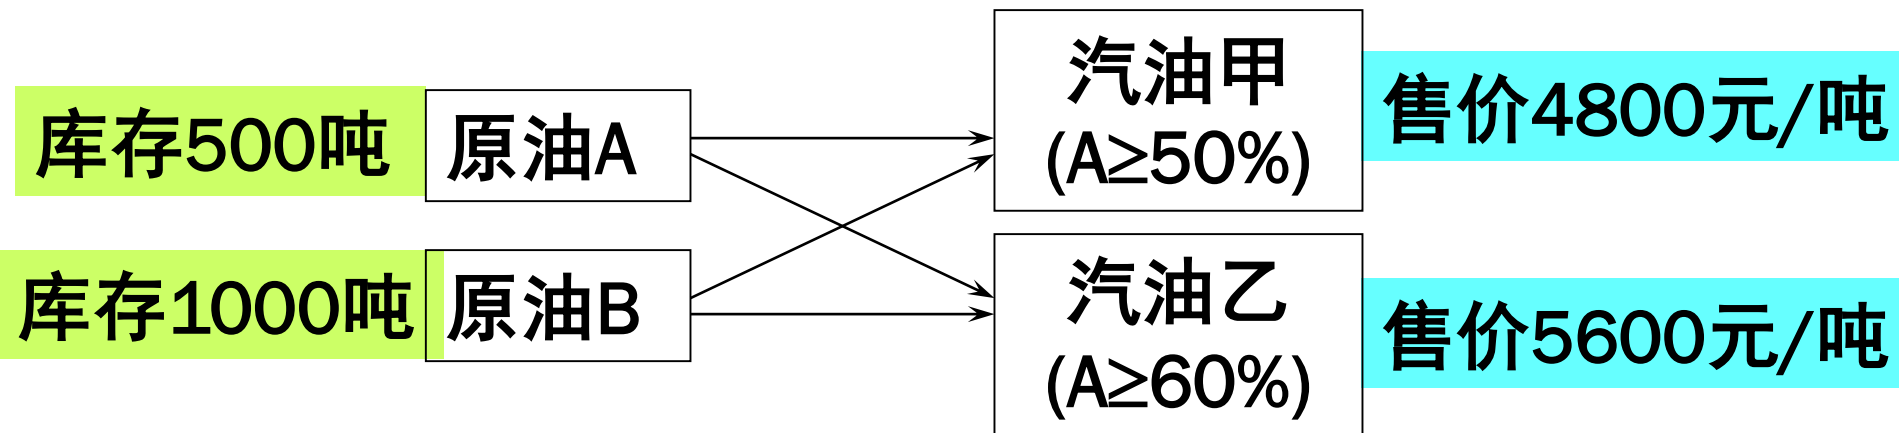 库存500吨
原油A
汽油甲
(A≥50%)
售价4800元/吨
库存1000吨
原油B
汽油乙
(A≥60%)
售价5600元/吨